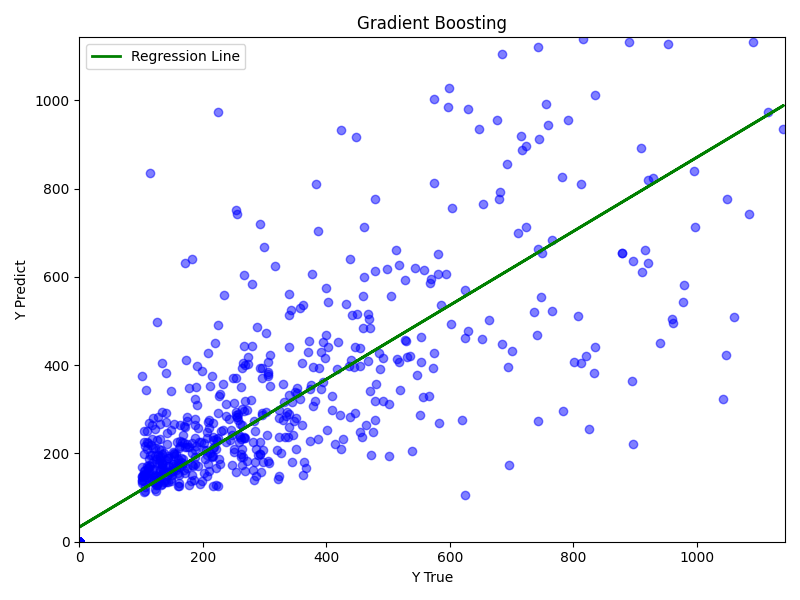 Gradient Boosting
Regression Line
Y Predict
1000
800
600
400
200
0
0 200 400 600 800 1000
Y True